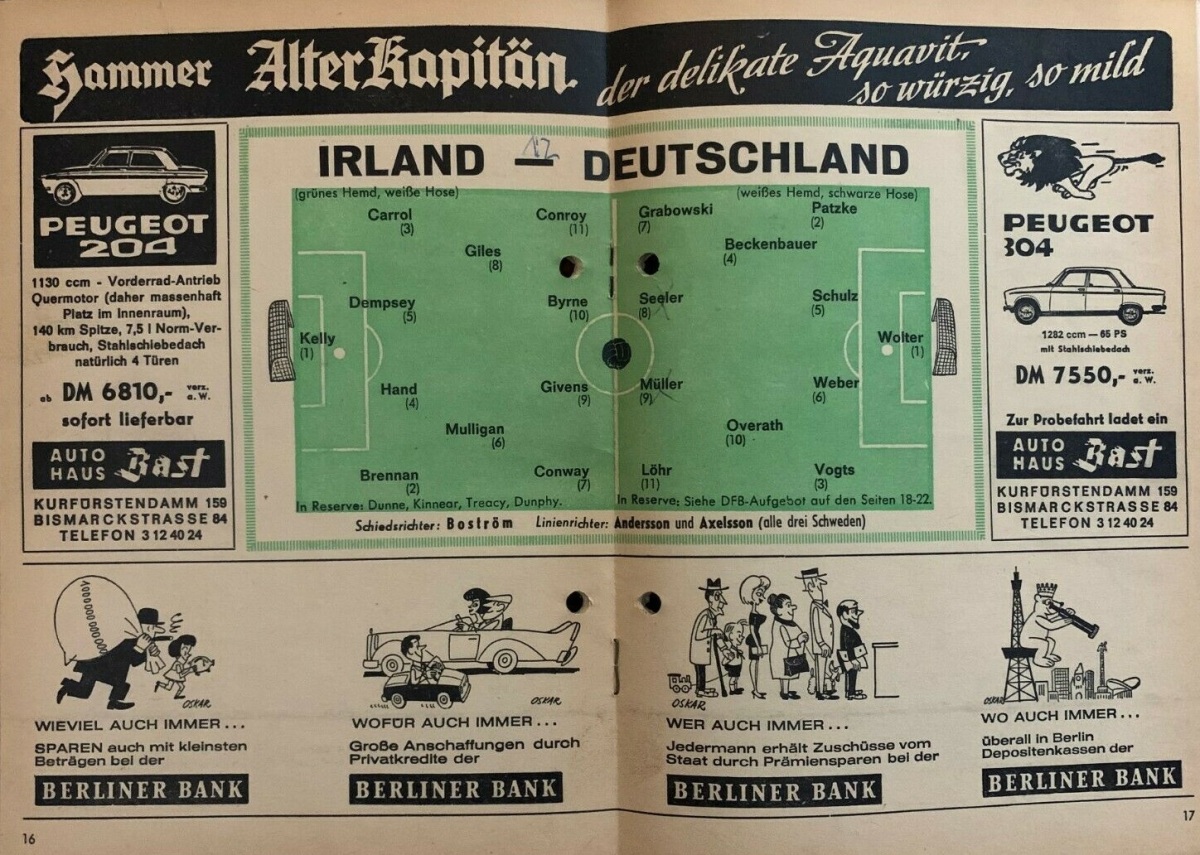 Hammer Alter Kapitän der delikate Aquavit,
so würzig, so mild
PEUGEOT
204
1130 ccm - Vorderrad-Antrieb
Quermotor (daher massenhaft
Platz im Innenraum),
140 km Spitze, 7,5 l Norm-Ver-
brauch, Stahlschiebedach
natürlich 4 Türen
ab DM 6810,- verz. a. W.
sofort lieferbar
AUTO HAUS Bast
KURFÜRSTENDAMM 159
BISMARCKSTRASSE 84
TELEFON 3 12 40 24
IRLAND — DEUTSCHLAND
(grünes Hemd, weiße Hose)
(weißes Hemd, schwarze Hose)
Carrol
(3)
Conroy
(11)
Giles
(8)
Dempsey
(5)
Byrne
(10)
Kelly
(1)
Hand
(4)
Givens
(9)
Mulligan
(6)
Brennan
(2)
Conway
(7)
In Reserve: Dunne, Kinnear, Treacy, Dunphy.
Grabowski
(7)
Patzke
(2)
Beckenbauer
(4)
Seeler
(8)
Schulz
(5)
Wolter
(1)
Müller
(9)
Weber
(6)
Overath
(10)
Löhr
(11)
Vogts
(3)
In Reserve: Siehe DFB-Aufgebot auf den Seiten 18-22.
Schiedsrichter: Boström Linienrichter: Andersson und Axelsson (alle drei Schweden)
PEUGEOT
304
1282 ccm — 65 PS
mit Stahlschiebedach
DM 7550,- verz. a. W.
Zur Probefahrt ladet ein
AUTO HAUS Bast
KURFÜRSTENDAMM 159
BISMARCKSTRASSE 84
TELEFON 3 12 40 24
OSKAR
WIEVIEL AUCH IMMER...
SPAREN auch mit kleinsten
Beträgen bei der
BERLINER BANK
OSKAR
WOFÜR AUCH IMMER...
Große Anschaffungen durch
Privatkredite der
BERLINER BANK
OSKAR
WER AUCH IMMER...
Jedermann erhält Zuschüsse vom
Staat durch Prämiensparen bei der
BERLINER BANK
OSKAR
WO AUCH IMMER...
überall in Berlin
Depositenkassen der
BERLINER BANK
16
17